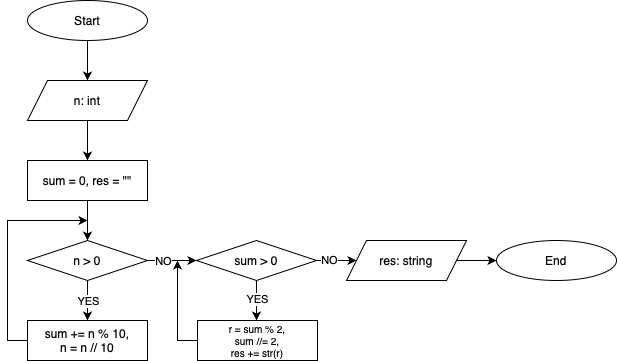 Start
n: int
sum = 0, res = ""
n > 0
NO
sum > 0
NO
res: string
End
YES
YES
sum += n % 10,
n = n // 10
r = sum % 2,
sum //= 2,
res += str(r)